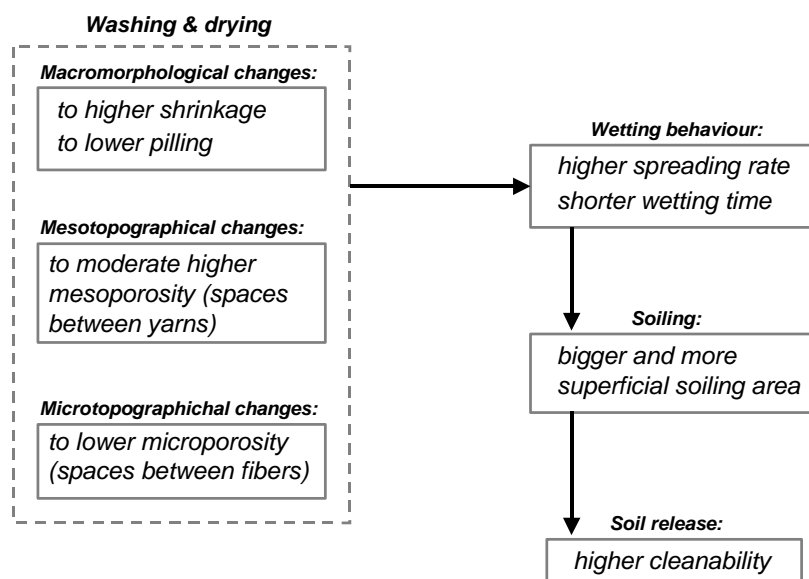 Washing & drying
Macromorphological changes:
to higher shrinkage
to lower pilling
Mesotopographical changes:
to moderate higher
mesoporosity (spaces
between yarns)
Microtopographichal changes:
to lower microporosity
(spaces between fibers)
Wetting behaviour:
higher spreading rate
shorter wetting time
Soiling:
bigger and more
superficial soiling area
Soil release:
higher cleanability